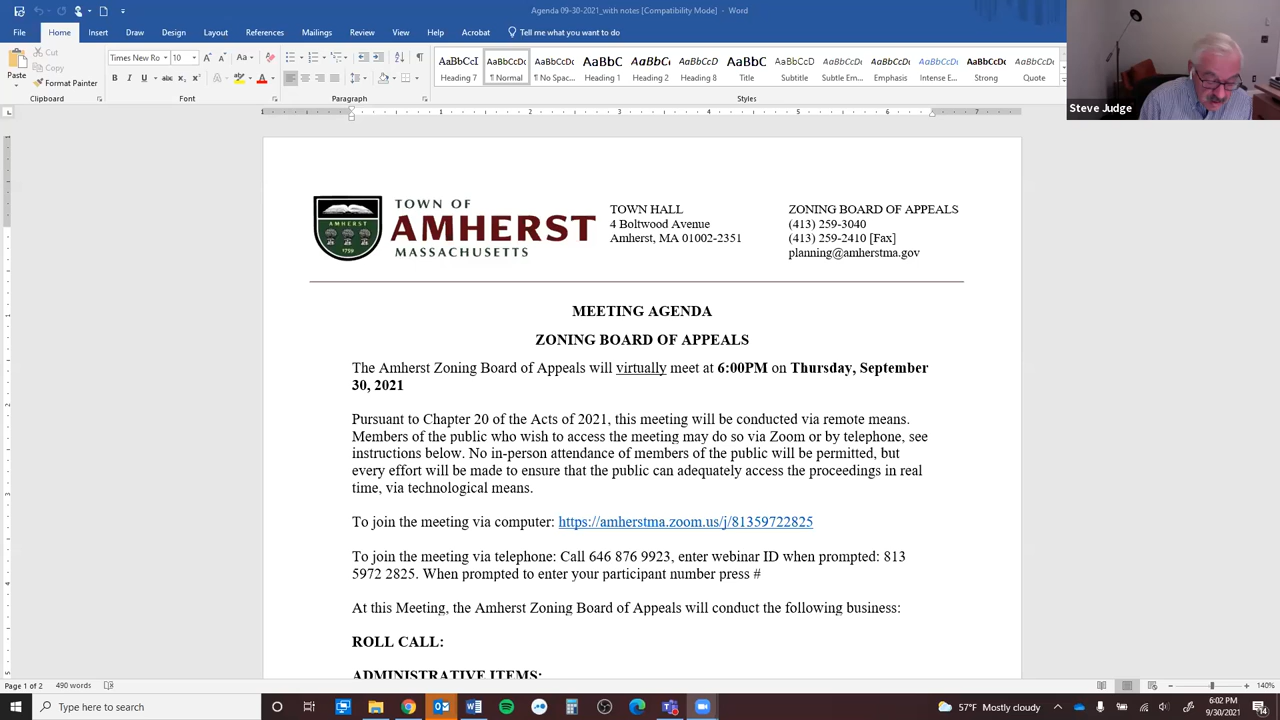 Agenda 09-30-2021_with notes [Compatibility Mode] - Word
File Home Insert Draw Design Layout References Mailings Review View Help Acrobat Tell me what you want to do
Paste
Cut
Copy
Format Painter
Clipboard
Times New Ro 10
Font
Paragraph
AaBbCcI AaBbCcDc AaBbCcDc AaBbCc AaBbCcDc AaBbCcD AaBbC AaBbCcD AaBbCcDc AaBbCcDc AaBbCcDc AaBbCcDc AaBbCcDc
Heading 7 ¶ Normal ¶ No Spac... Heading 1 Heading 2 Heading 8 Title Subtitle Subtle Em... Emphasis Intense E... Strong Quote
Styles
Steve Judge
AMHERST
1759
TOWN OF
AMHERST
MASSACHUSETTS
TOWN HALL
4 Boltwood Avenue
Amherst, MA 01002-2351
ZONING BOARD OF APPEALS
(413) 259-3040
(413) 259-2410 [Fax]
planning@amherstma.gov
MEETING AGENDA
ZONING BOARD OF APPEALS
The Amherst Zoning Board of Appeals will virtually meet at 6:00PM on Thursday, September
30, 2021
Pursuant to Chapter 20 of the Acts of 2021, this meeting will be conducted via remote means.
Members of the public who wish to access the meeting may do so via Zoom or by telephone, see
instructions below. No in-person attendance of members of the public will be permitted, but
every effort will be made to ensure that the public can adequately access the proceedings in real
time, via technological means.
To join the meeting via computer: https://amherstma.zoom.us/j/81359722825
To join the meeting via telephone: Call 646 876 9923, enter webinar ID when prompted: 813
5972 2825. When prompted to enter your participant number press #
At this Meeting, the Amherst Zoning Board of Appeals will conduct the following business:
ROLL CALL:
ADMINISTRATIVE ITEMS:
Page 1 of 2 490 words
140%
Type here to search
57°F Mostly cloudy
6:02 PM
9/30/2021